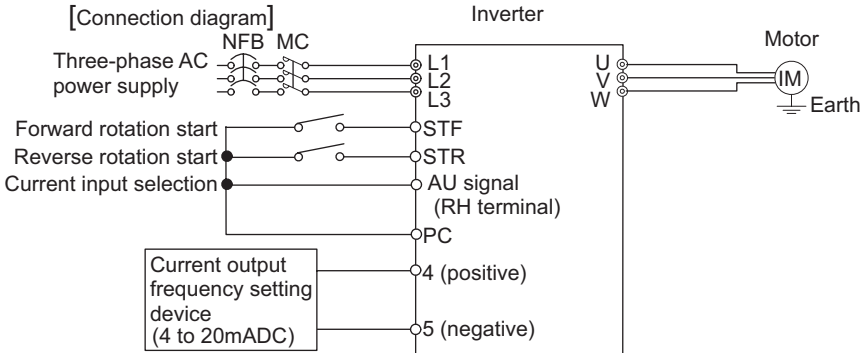 [Connection diagram]
Inverter
NFB MC
Motor
Three-phase AC
power supply
L1
L2
L3
U
V
W
IM
Earth
Forward rotation start
STF
Reverse rotation start
STR
Current input selection
AU signal
(RH terminal)
PC
Current output
frequency setting
device
(4 to 20mADC)
4 (positive)
5 (negative)